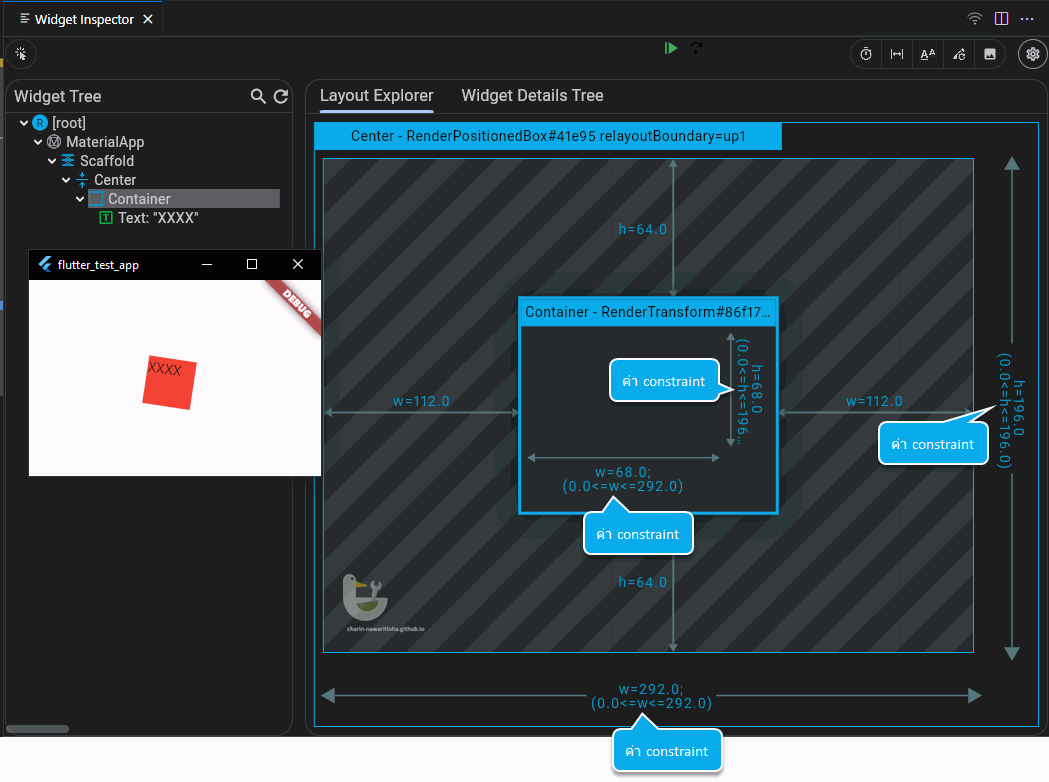 Widget Inspector
Widget Tree
[root]
MaterialApp
Scaffold
Center
Container
Text: "XXXX"
flutter_test_app
DEBUG
XXXX
Layout Explorer
Widget Details Tree
Center - RenderPositionedBox#41e95 relayoutBoundary=up1
h=64.0
Container - RenderTransform#86f17...
h=68.0
(0.0<=h<=196...
ค่า constraint
w=112.0
w=112.0
h=196.0
(0.0<=h<=196.0)
ค่า constraint
w=68.0;
(0.0<=w<=292.0)
ค่า constraint
h=64.0
charin-nawaritloha.github.io
w=292.0;
(0.0<=w<=292.0)
ค่า constraint